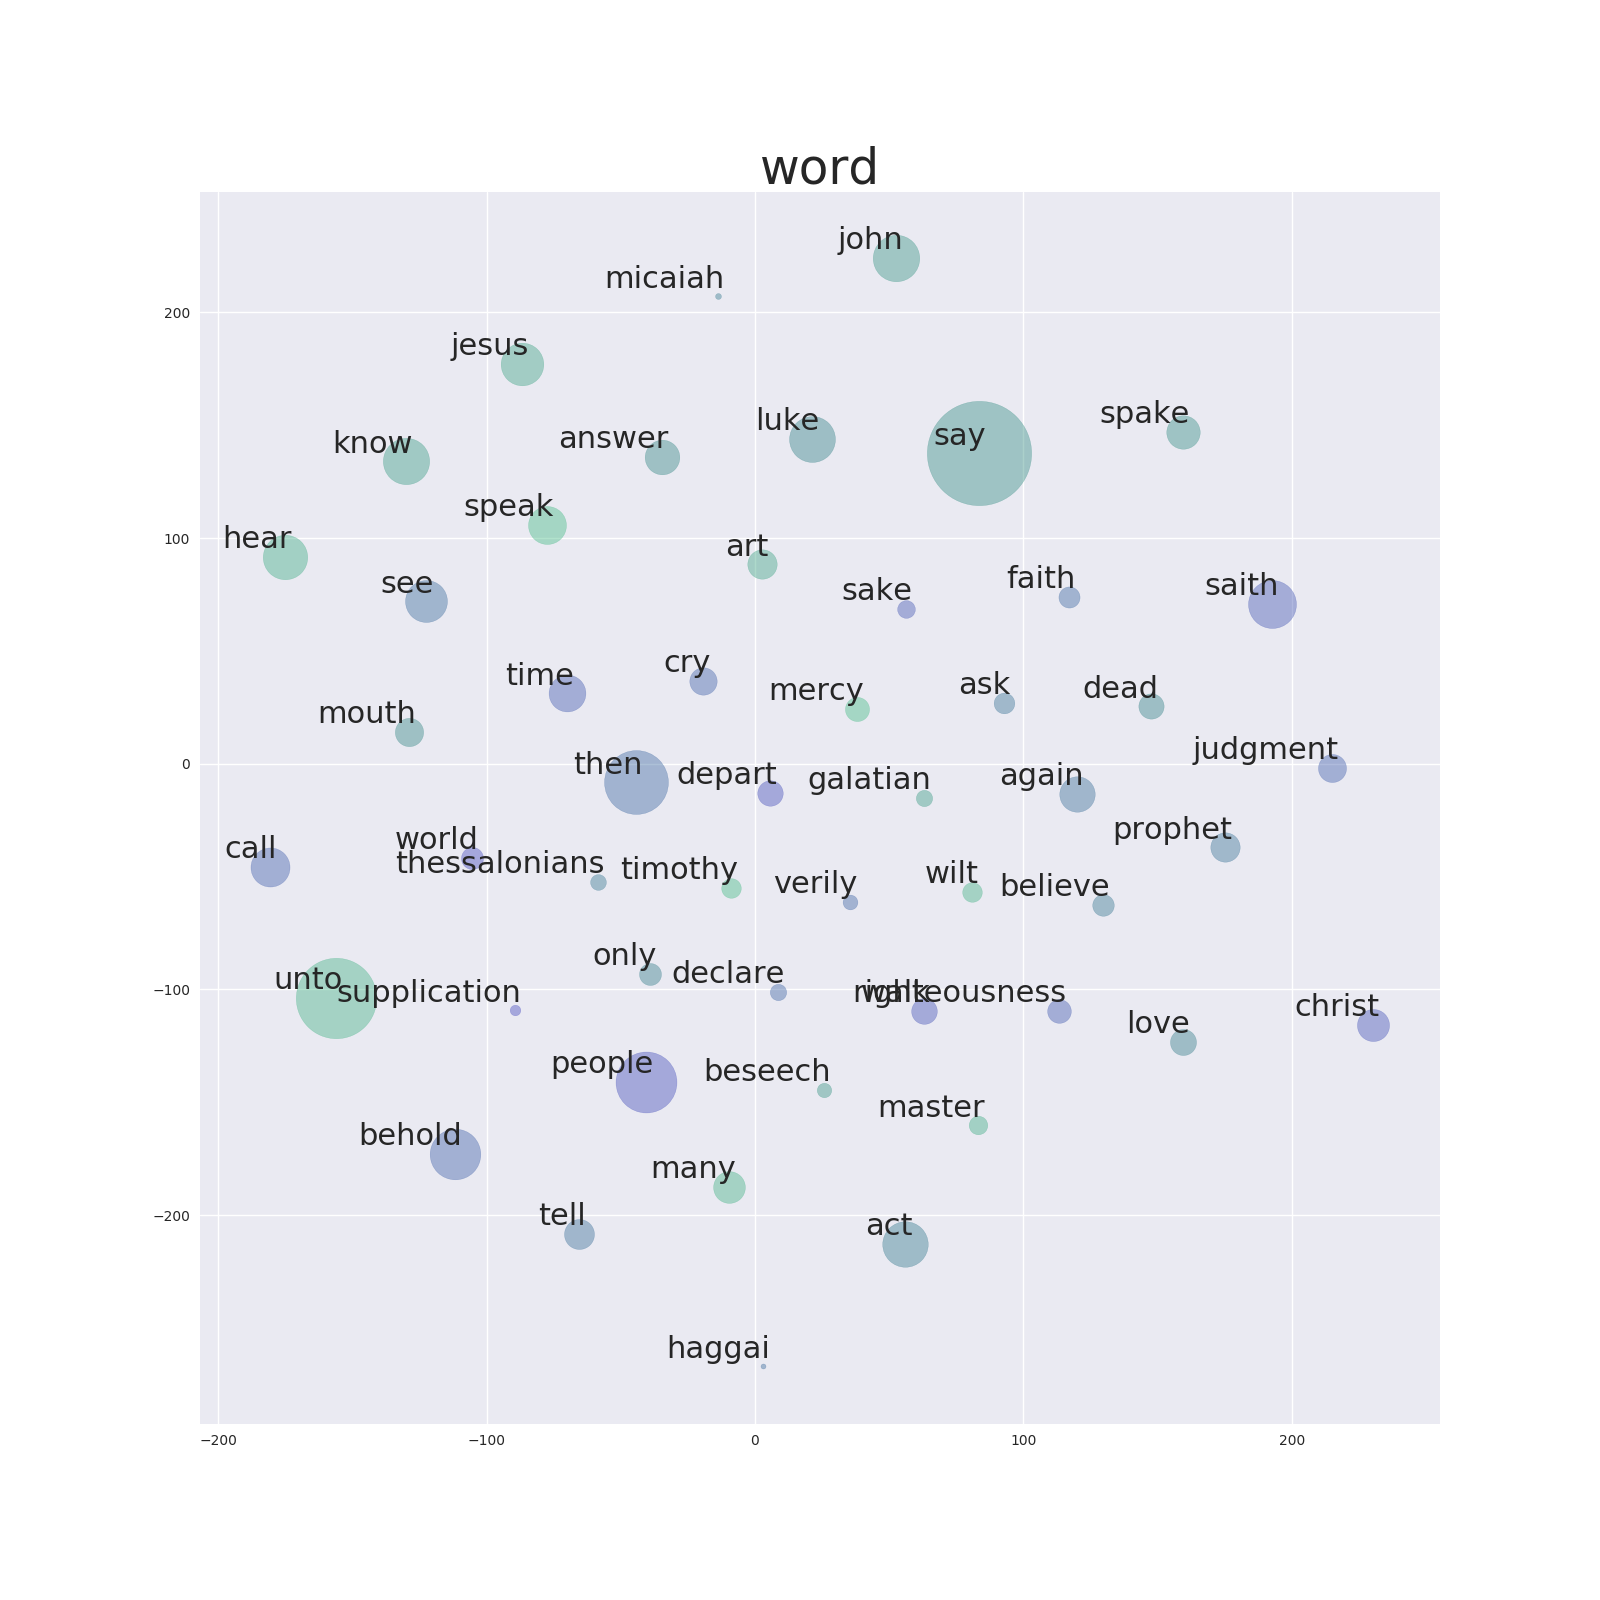 word
john
micaiah
200
jesus
luke
spake
say
answer
know
speak
100
hear
art
faith
see
saith
sake
cry
time
ask
dead
mercy
mouth
judgment
0
then
depart
again
galatian
prophet
world
call
thessalonians
timothy
wilt
verily
believe
only
declare
unto
−100
supplication
walk
righteousness
christ
love
people
beseech
master
behold
many
tell
−200
act
haggai
−200 −100 0 100 200